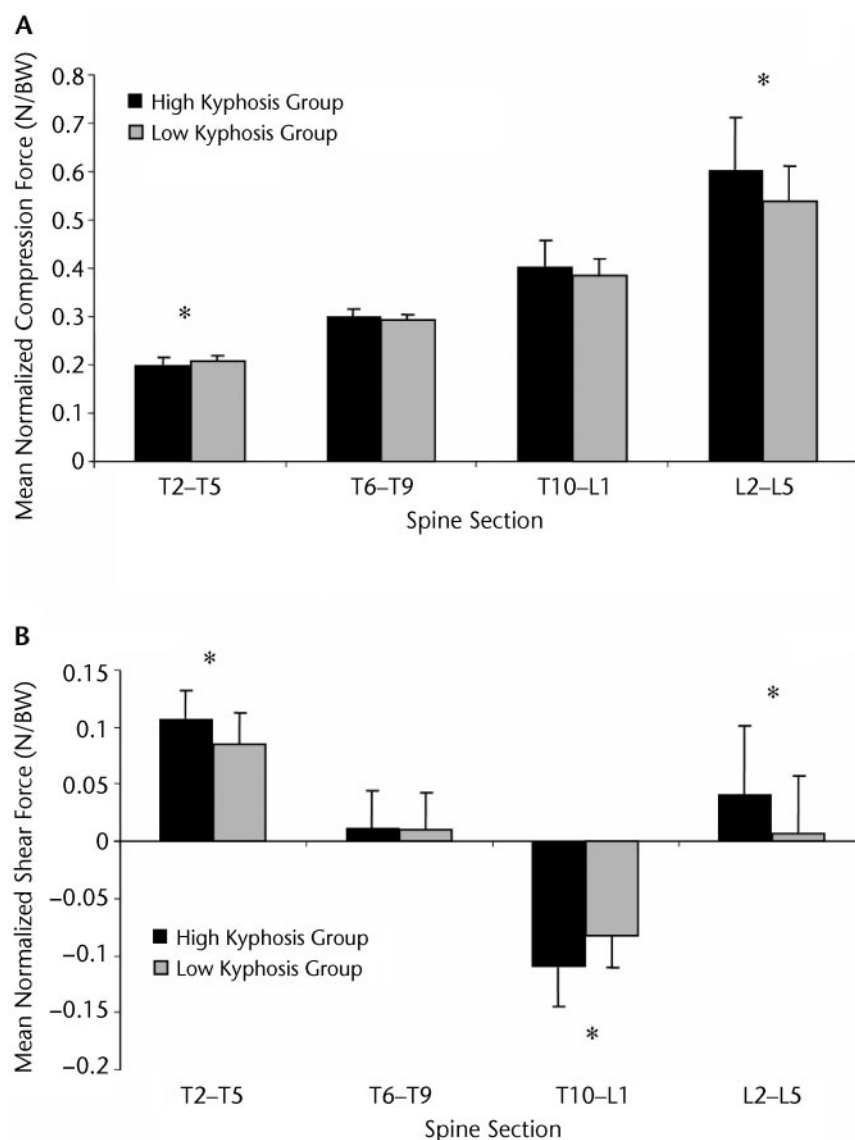 A
Mean Normalized Compression Force (N/BW)
0.8
0.7
0.6
0.5
0.4
0.3
0.2
0.1
0
High Kyphosis Group
Low Kyphosis Group
*
*
T2–T5
T6–T9
T10–L1
L2–L5
Spine Section
B
Mean Normalized Shear Force (N/BW)
0.15
0.1
0.05
0
−0.05
−0.1
−0.15
−0.2
*
*
High Kyphosis Group
Low Kyphosis Group
*
T2–T5
T6–T9
T10–L1
L2–L5
Spine Section